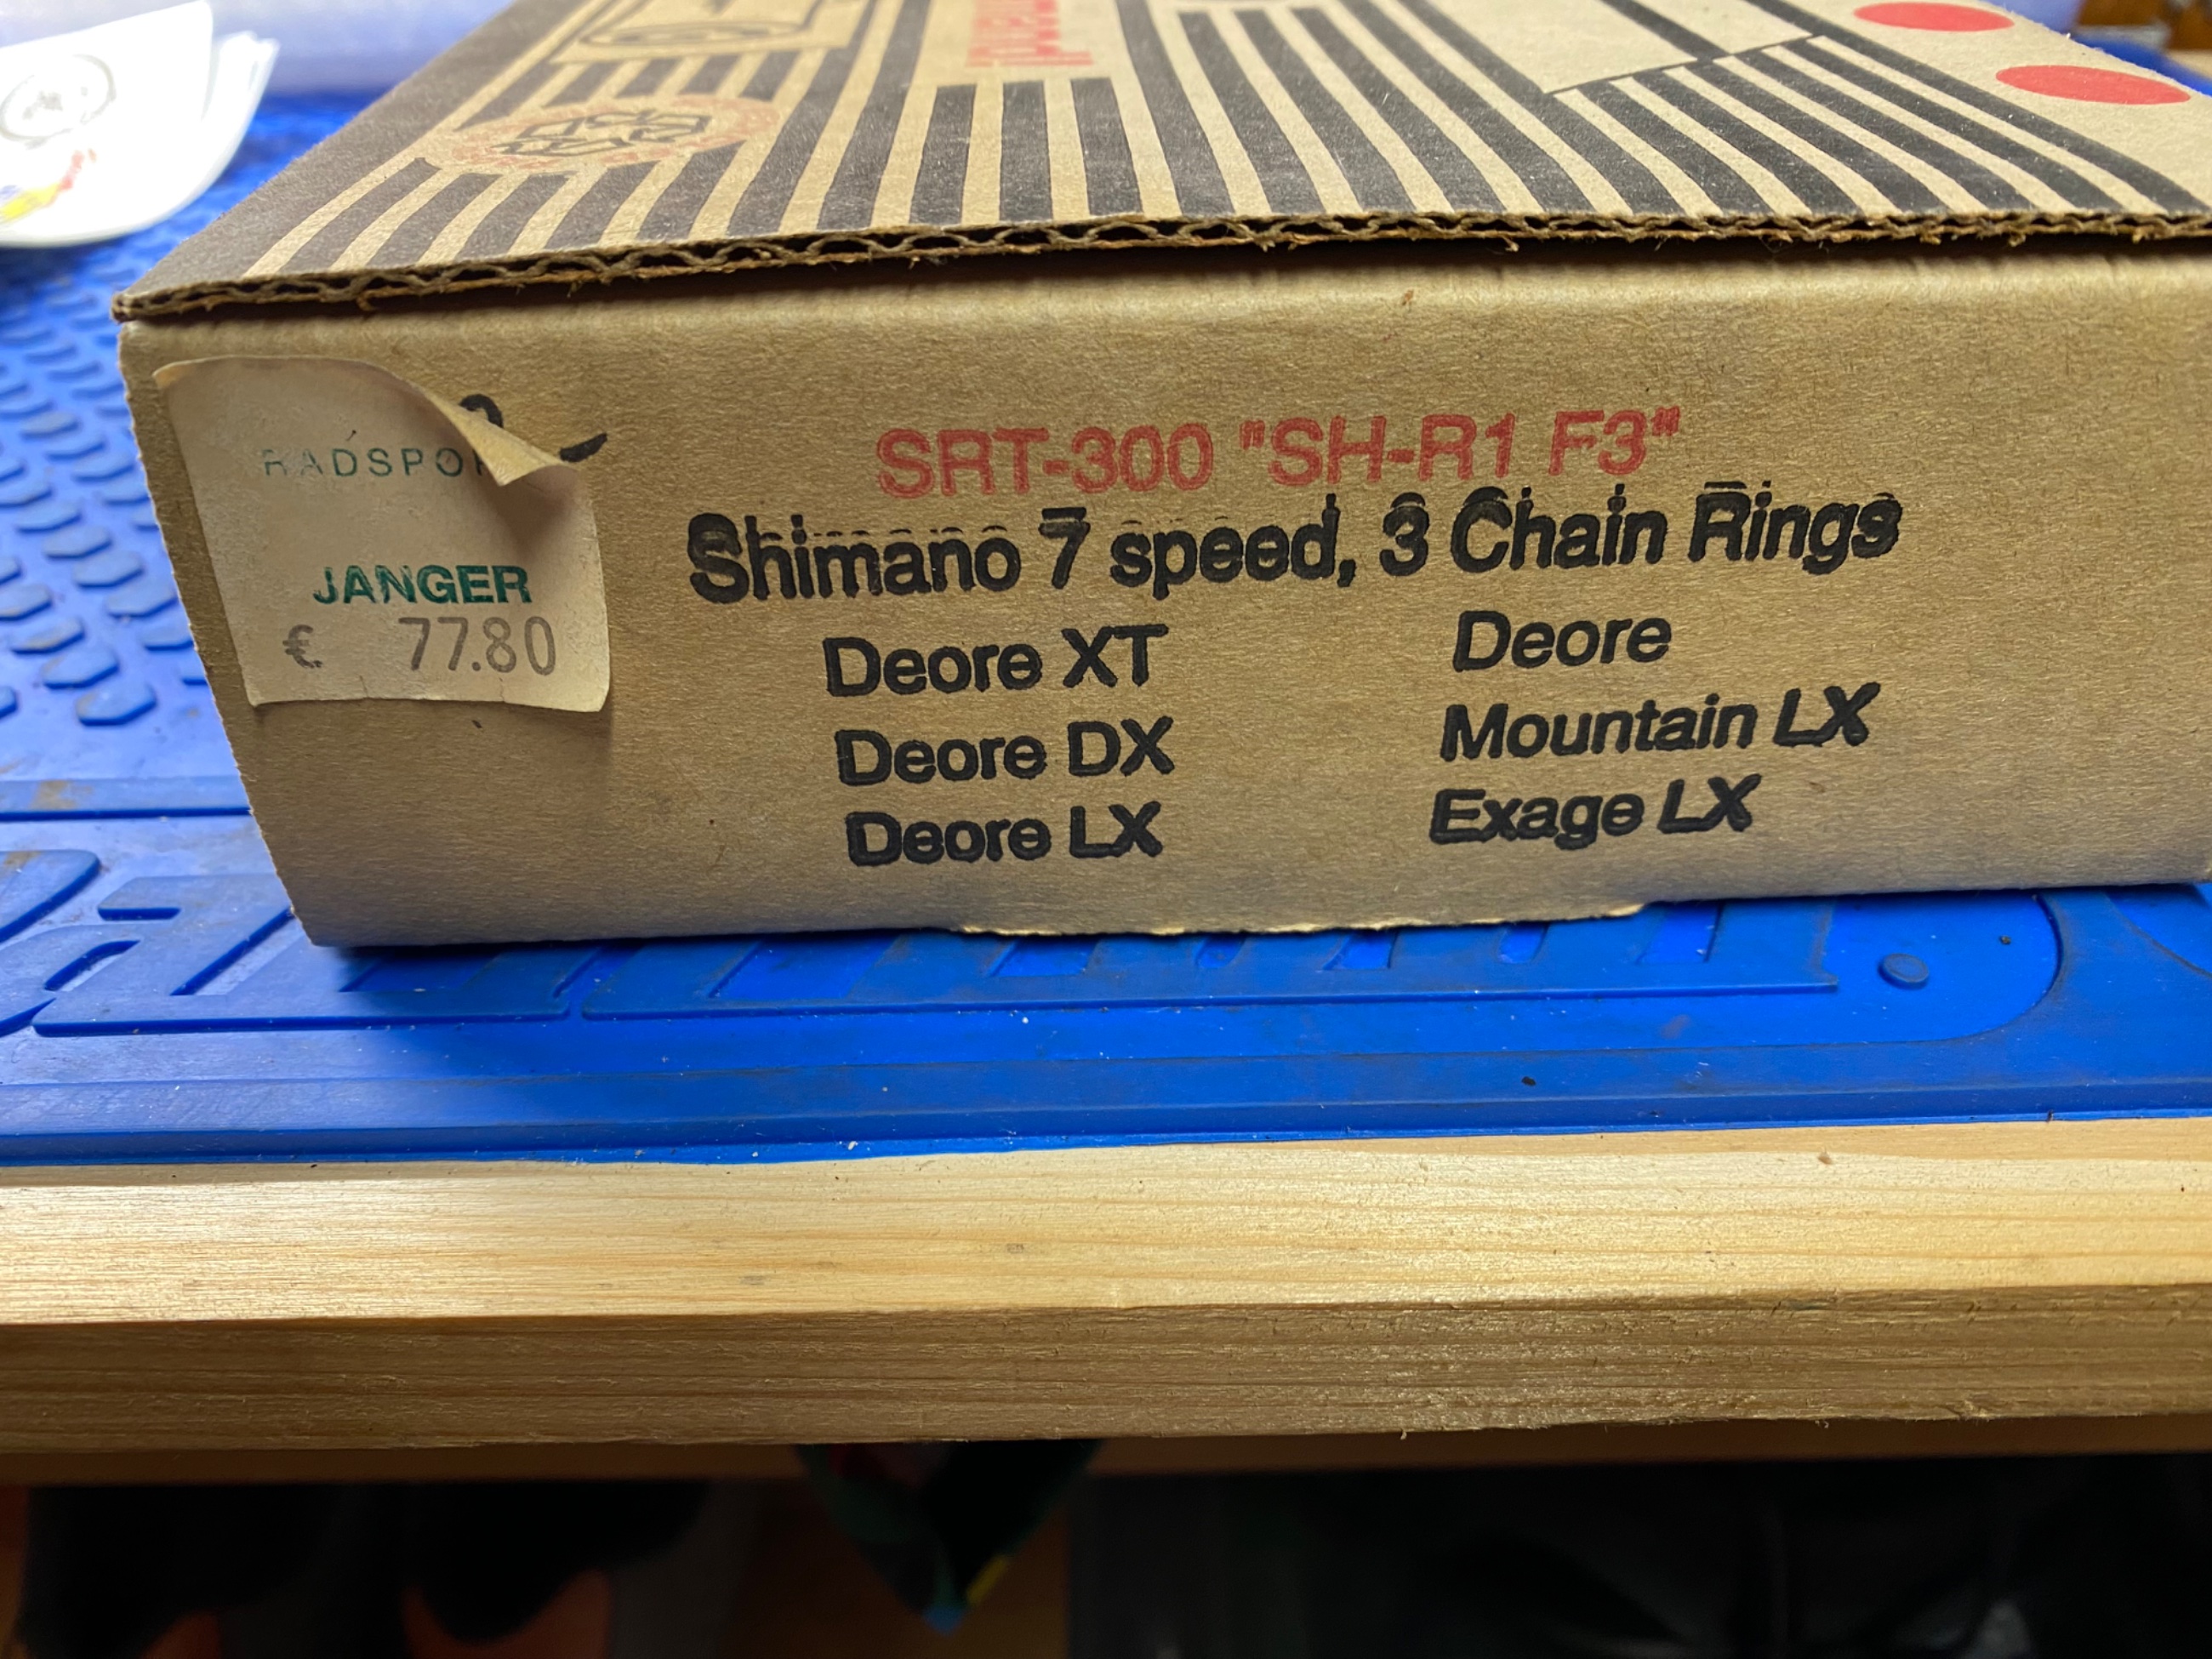 RADSPO
JANGER
€ 77.80
SRT-300 "SH-R1 F3"
Shimano 7 speed, 3 Chain Rings
Deore XT
Deore
Deore DX
Mountain LX
Deore LX
Exage LX